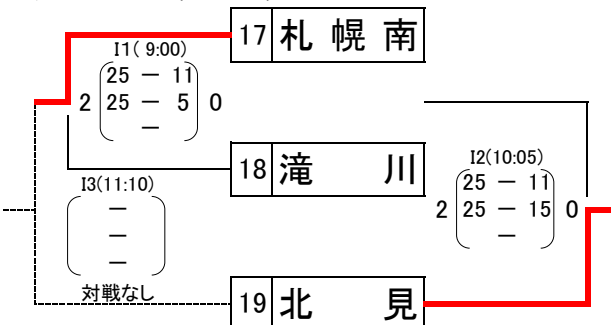 17 札幌南
I1( 9:00)
25 － 11
2 25 － 5 0
－
18 滝川
I2(10:05)
25 － 11
2 25 － 15 0
－
I3(11:10)
－
－
－
対戦なし
19 北見